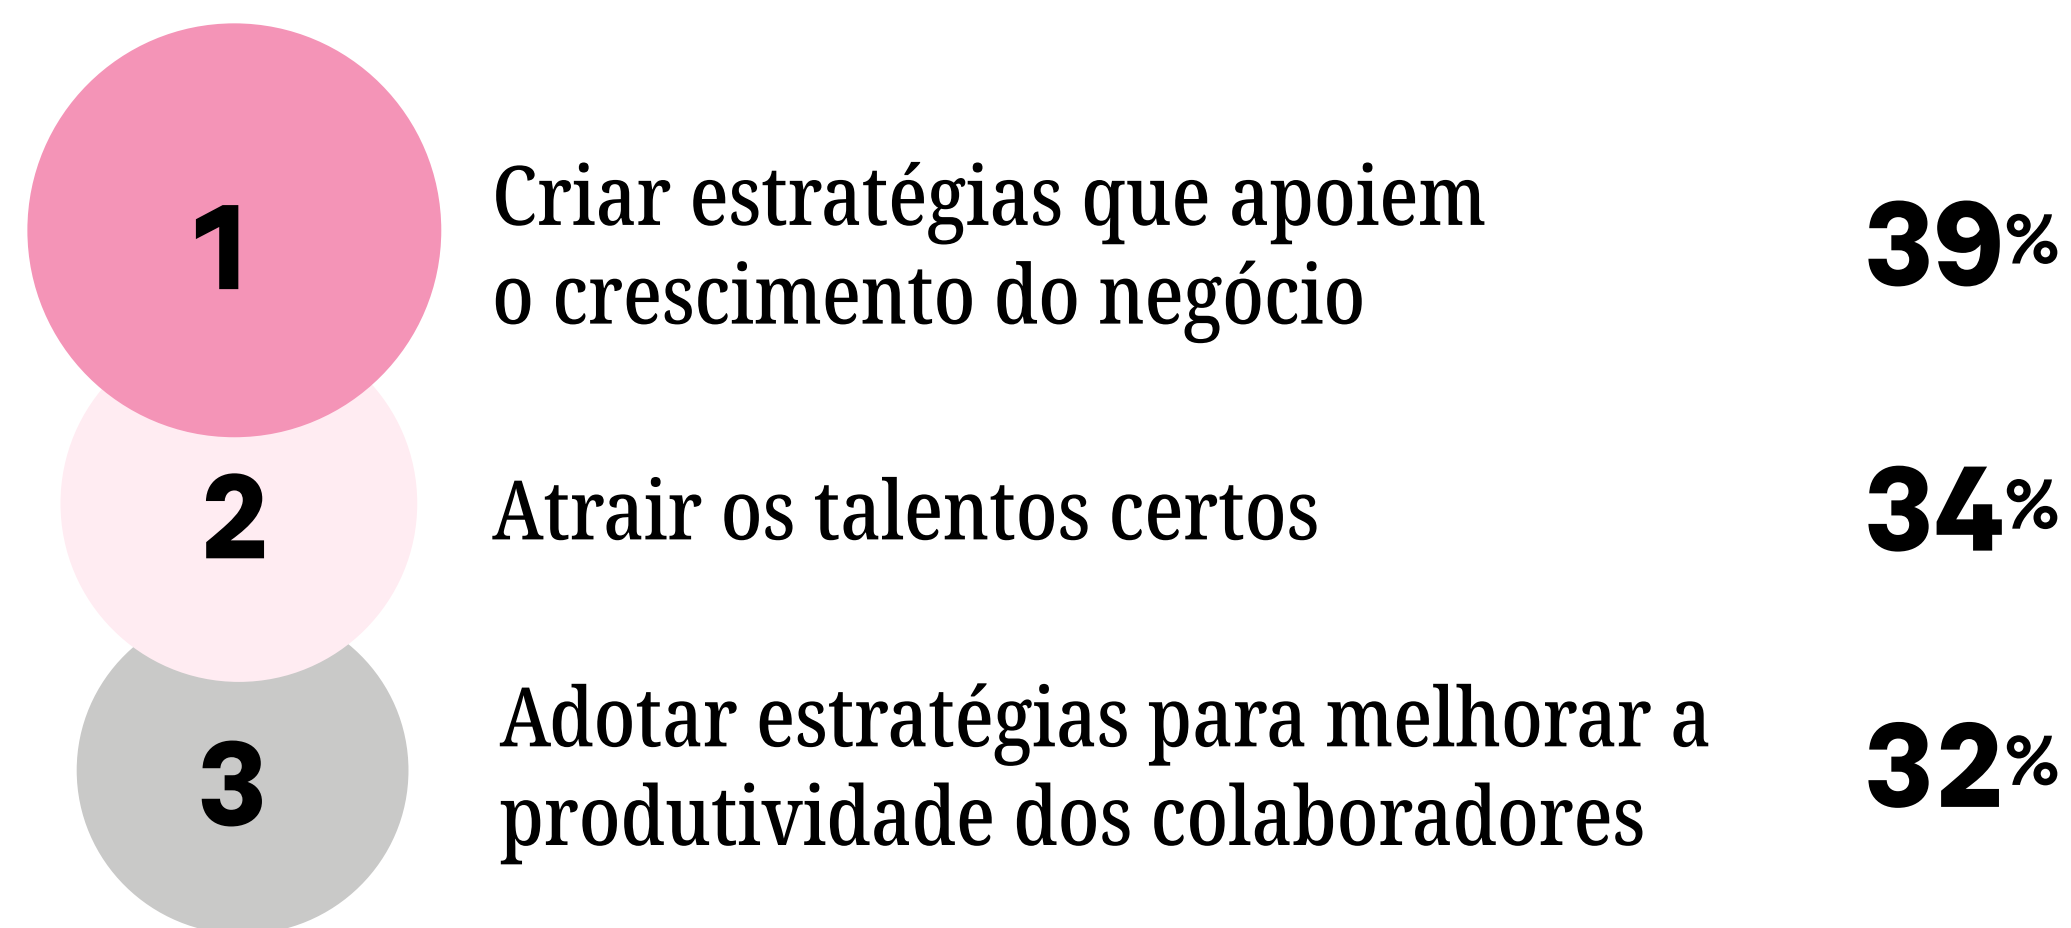 1
Criar estratégias que apoiem
o crescimento do negócio
39%
2
Atrair os talentos certos
34%
3
Adotar estratégias para melhorar a
produtividade dos colaboradores
32%